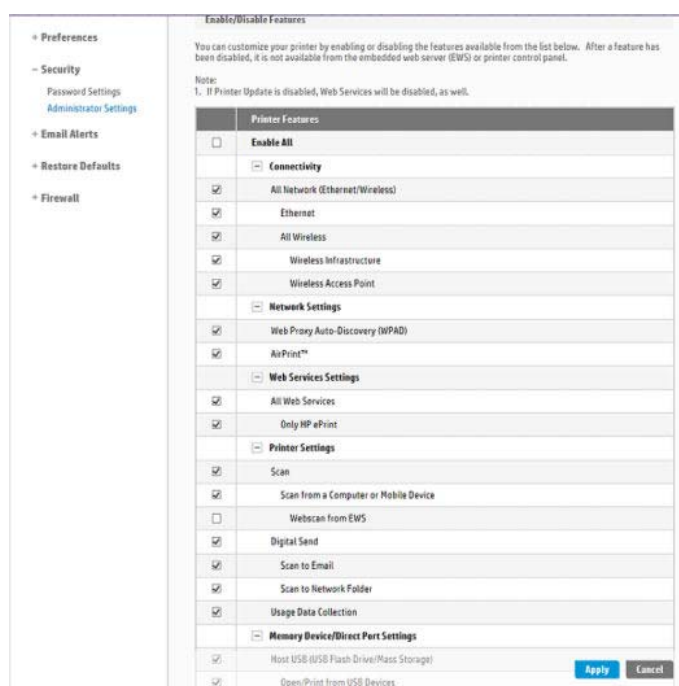 Enable/Disable Features
+ Preferences
You can customize your printer by enabling or disabling the features available from the list below. After a feature has
been disabled, it is not available from the embedded web server (EWS) or printer control panel.
− Security
Note:
1. If Printer Update is disabled, Web Services will be disabled, as well.
Password Settings
Administrator Settings
+ Email Alerts
+ Restore Defaults
+ Firewall
Printer Features
Enable All
Connectivity
All Network (Ethernet/Wireless)
Ethernet
All Wireless
Wireless Infrastructure
Wireless Access Point
Network Settings
Web Proxy Auto-Discovery (WPAD)
AirPrint™
Web Services Settings
All Web Services
Only HP ePrint
Printer Settings
Scan
Scan from a Computer or Mobile Device
Webscan from EWS
Digital Send
Scan to Email
Scan to Network Folder
Usage Data Collection
Memory Device/Direct Port Settings
Host USB (USB Flash Drive/Mass Storage)
Open/Print from USB Devices
Apply
Cancel